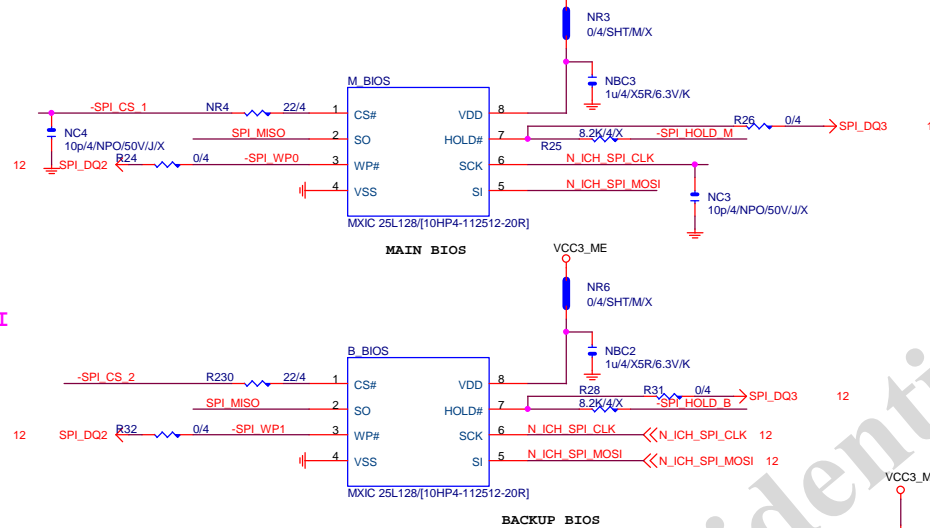 NR3
0/4/SHT/M/X
M_BIOS
NBC3
1u/4/X5R/6.3V/K
-SPI_CS_1 NR4 22/4 1 CS# VDD 8
NC4
10p/4/NPO/50V/J/X
SPI_MISO 2 SO HOLD# 7 8.2K/4/X -SPI_HOLD_M
R26 0/4 SPI_DQ3
R25
12 SPI_DQ2 R24 0/4 -SPI_WP0 3 WP# SCK 6 N_ICH_SPI_CLK
4 VSS SI 5 N_ICH_SPI_MOSI
NC3
10p/4/NPO/50V/J/X
MXIC 25L128/[10HP4-112512-20R]
MAIN BIOS
VCC3_ME
NR6
0/4/SHT/M/X
B_BIOS
NBC2
1u/4/X5R/6.3V/K
-SPI_CS_2 R230 22/4 1 CS# VDD 8
R28 R31 0/4 SPI_DQ3 12
SPI_MISO 2 SO HOLD# 7 8.2K/4/X -SPI_HOLD_B
12 SPI_DQ2 R32 0/4 -SPI_WP1 3 WP# SCK 6 N_ICH_SPI_CLK N_ICH_SPI_CLK 12
4 VSS SI 5 N_ICH_SPI_MOSI N_ICH_SPI_MOSI 12
MXIC 25L128/[10HP4-112512-20R]
BACKUP BIOS
VCC3_M
identi